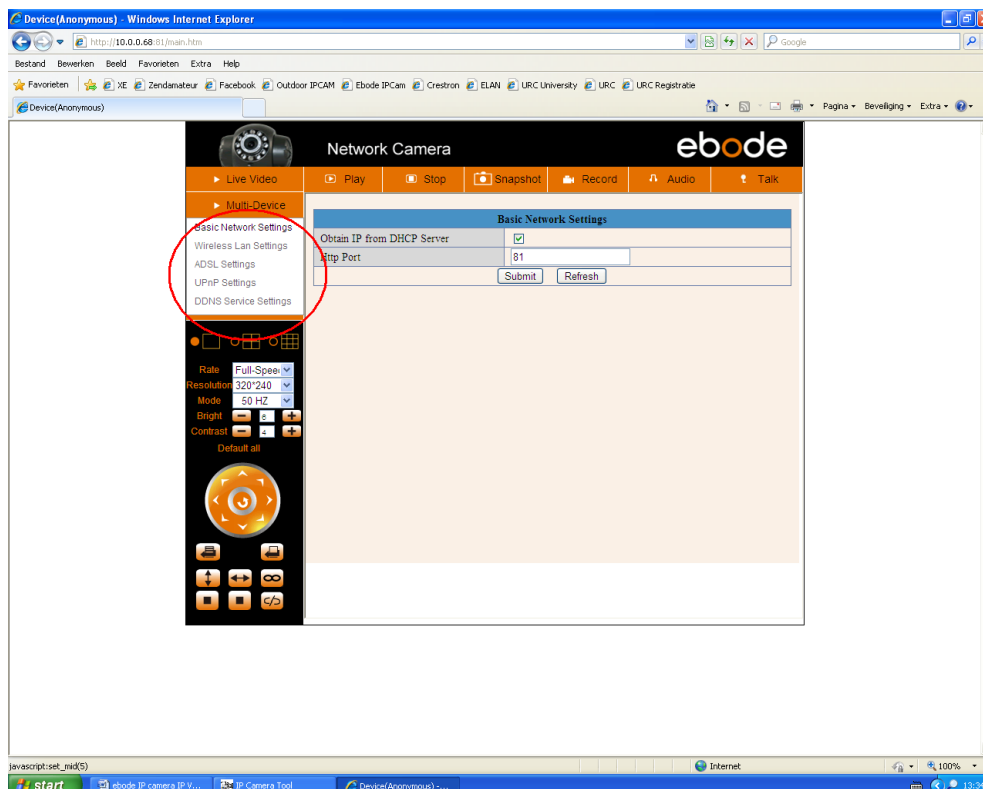 Device(Anonymous) - Windows Internet Explorer
http://10.0.0.68:81/main.htm
Google
Bestand Bewerken Beeld Favorieten Extra Help
Favorieten XE Zendamateur Facebook Outdoor IPCAM Ebode IPCam Crestron ELAN URC University URC URC Registratie
Device(Anonymous)
Pagina Beveiliging Extra
Network Camera
ebode
Live Video Play Stop Snapshot Record Audio Talk
Multi-Device
Basic Network Settings
Wireless Lan Settings
ADSL Settings
UPnP Settings
DDNS Service Settings
Basic Network Settings
Obtain IP from DHCP Server
Http Port 81
Submit Refresh
Rate Full-Speed
Resolution 320*240
Mode 50 HZ
Bright 6
Contrast 4
Default all
javascript:set_mid(5)
Internet
100%
start
ebode IP camera IP V...
IP Camera Tool
Device(Anonymous) -...
13:34